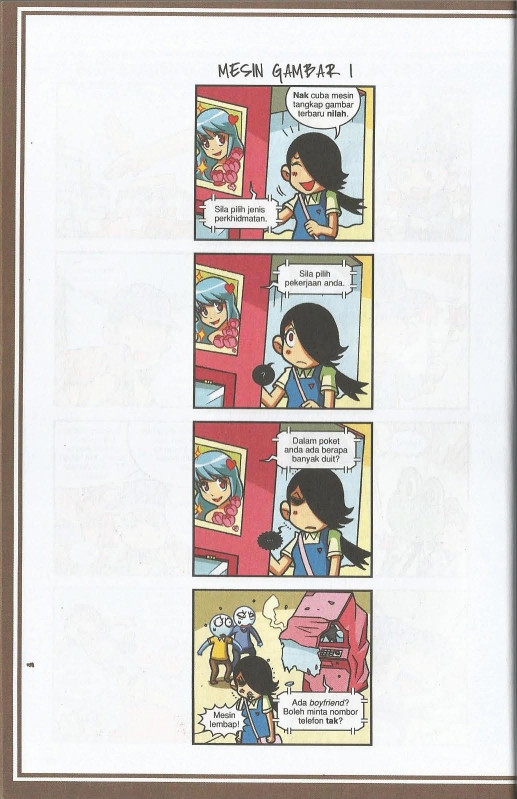 MESIN GAMBAR 1
Nak cuba mesin
tangkap gambar
terbaru nilah.
Sila pilih jenis
perkhidmatan.
Sila pilih
pekerjaan anda.
?
Dalam poket
anda ada berapa
banyak duit?
...
Mesin
lembap!
Ada boyfriend?
Boleh minta nombor
telefon tak?